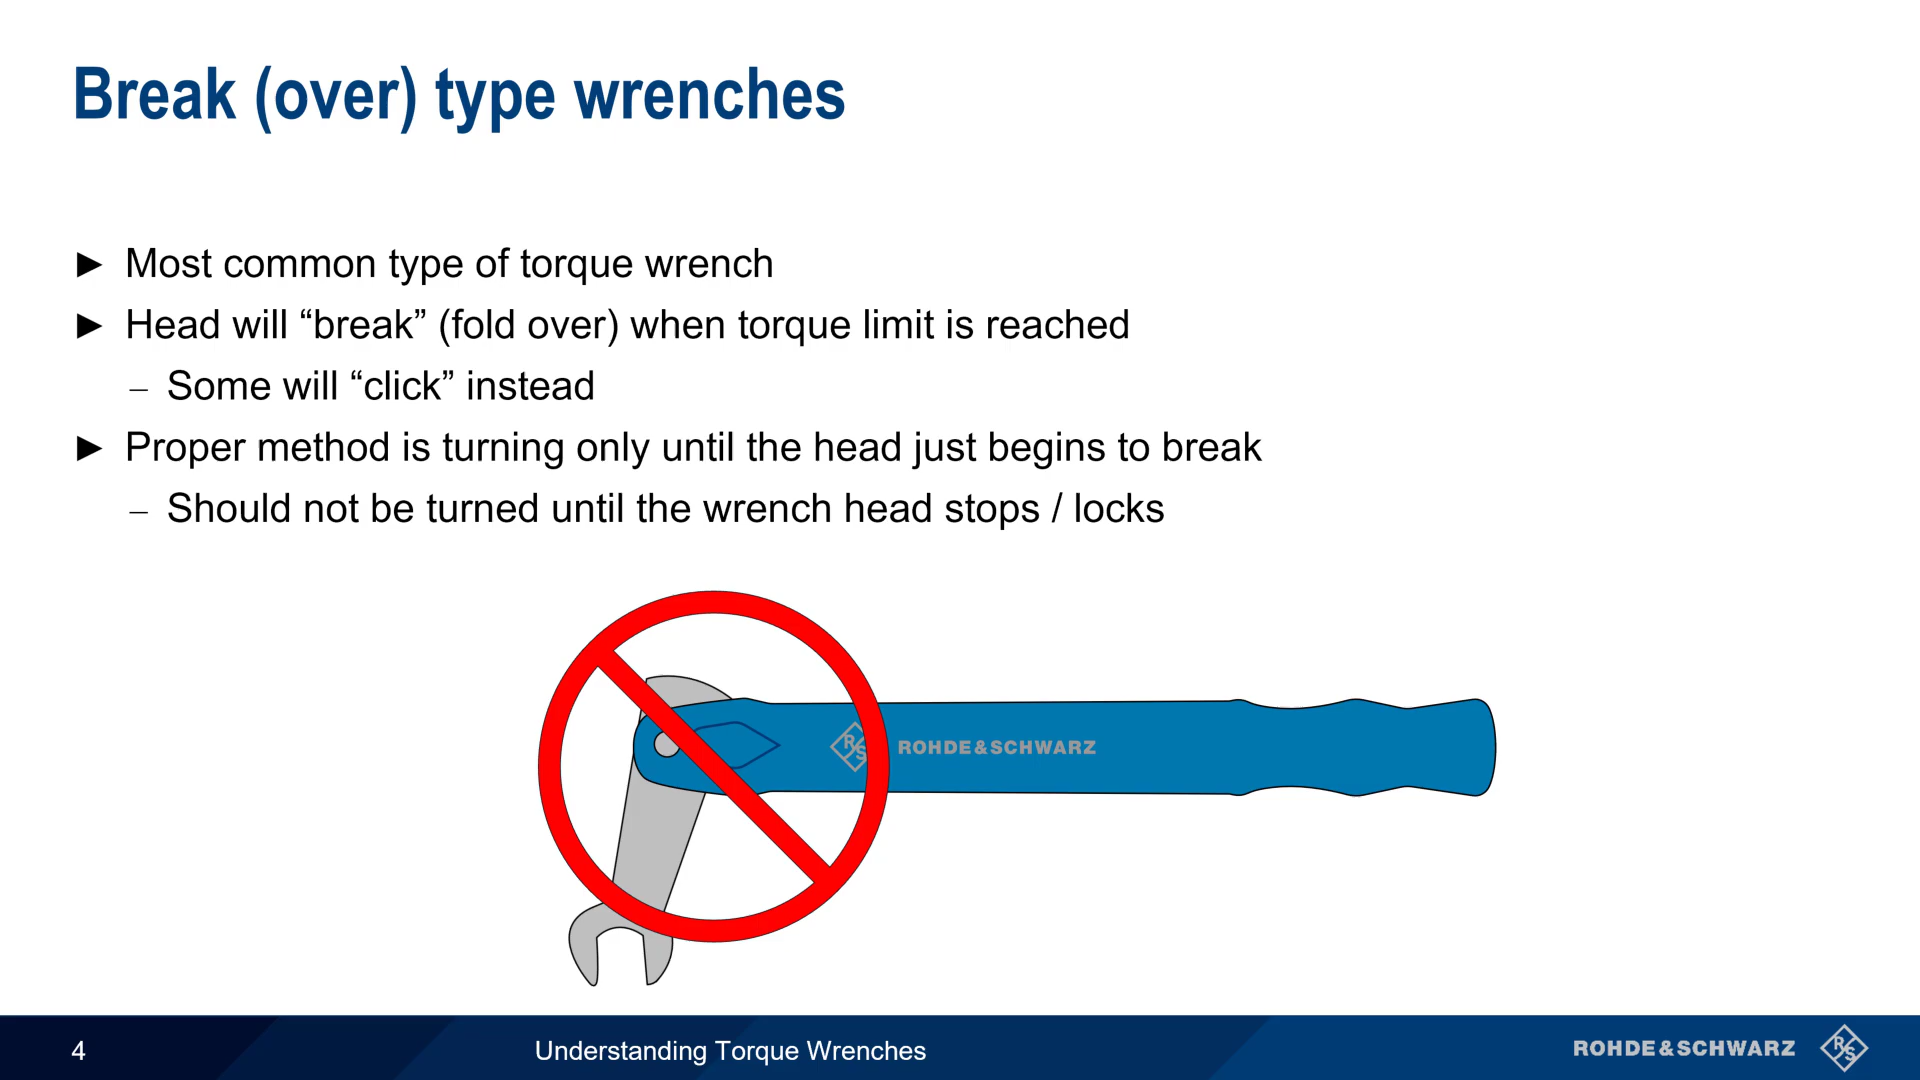 Break (over) type wrenches
► Most common type of torque wrench
► Head will “break” (fold over) when torque limit is reached
– Some will “click” instead
► Proper method is turning only until the head just begins to break
– Should not be turned until the wrench head stops / locks
R S ROHDE&SCHWARZ
4 Understanding Torque Wrenches ROHDE&SCHWARZ R S